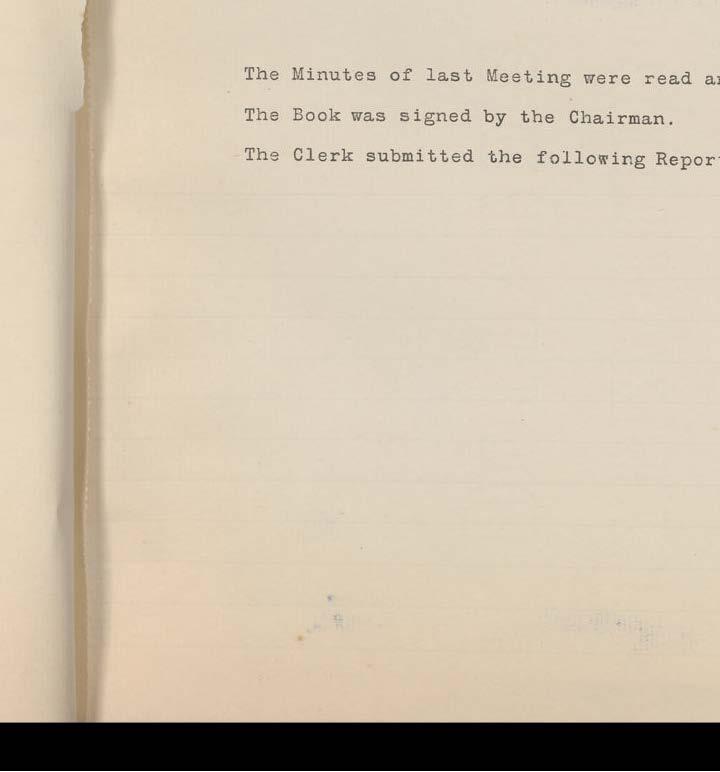 The Minutes of last Meeting were read
The Book was signed by the Chairman.
The Clerk submitted the following